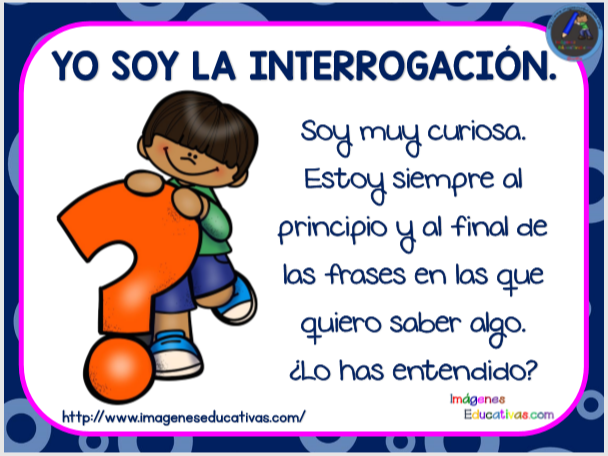 YO SOY LA INTERROGACIÓN.
Soy muy curiosa.
Estoy siempre al
principio y al final de
las frases en las que
quiero saber algo.
¿Lo has entendido?
Imágenes
Educativas.com
http://www.imageneseducativas.com/